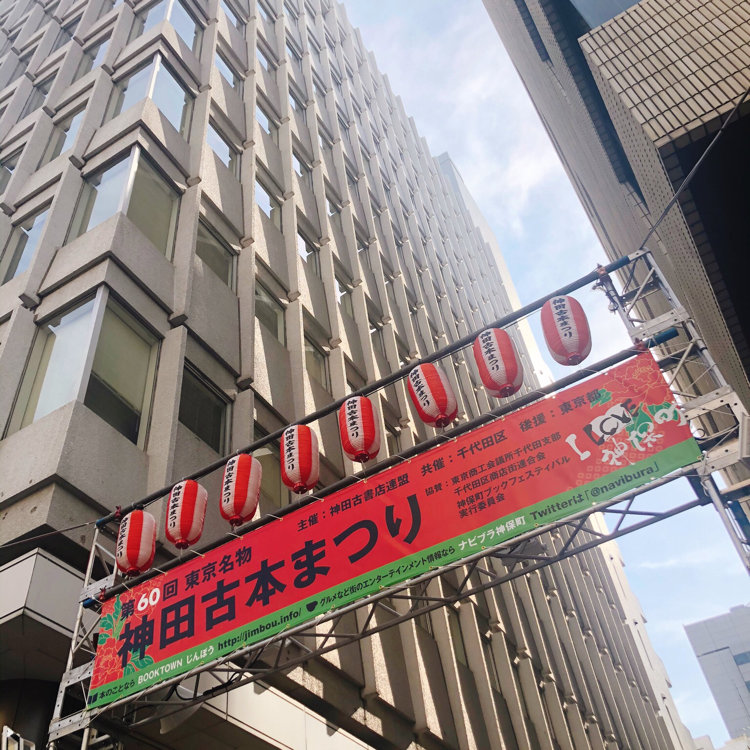 神田古本まつり
神田古本まつり
神田古本まつり
神田古本まつり
神田古本まつり
神田古本まつり
神田古本まつり
神田古本まつり
第60回 東京名物
神田古本まつり
主催：神田古書店連盟 共催：千代田区 後援：東京都
協賛：東京商工会議所千代田支部
千代田区商店街連合会
神保町ブックフェスティバル
実行委員会
I LOVE
神保町
本のことなら BOOKTOWN じんぼう http://jimbou.info/ グルメなど街のエンターテインメント情報なら ナビブラ神保町 Twitterは「@navibura」